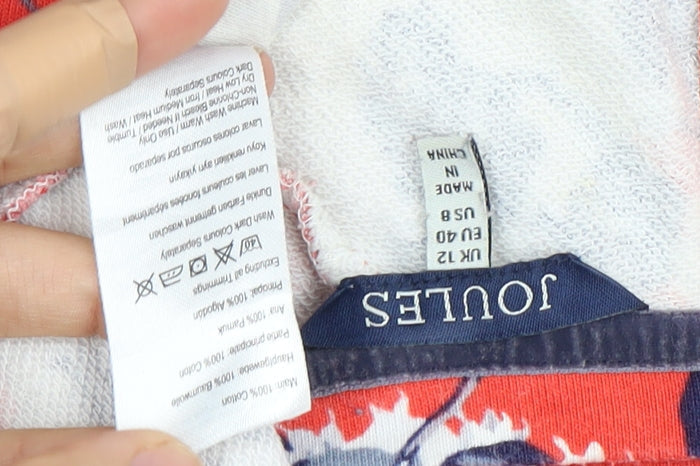 JOULES
UK 12
EU 40
US 8
MADE
IN
CHINA
Main: 100% Cotton
Hauptgewebe: 100% Baumwolle
Partie principale: 100% Coton
Ana: 100% Pamuk
Principal: 100% Algodón
Excluding all Trimmings
40
Wash Dark Colours Separately
Dunkle Farben getrennt waschen
Laver les couleurs foncées séparément
Koyu renklileri ayrı yıkayın
Lavar colores oscuros por separado
Machine Wash Warm / Use Only
Non-Chlorine Bleach If Needed / Tumble
Dry Low Heat / Iron Medium Heat / Wash
Dark Colours Separately